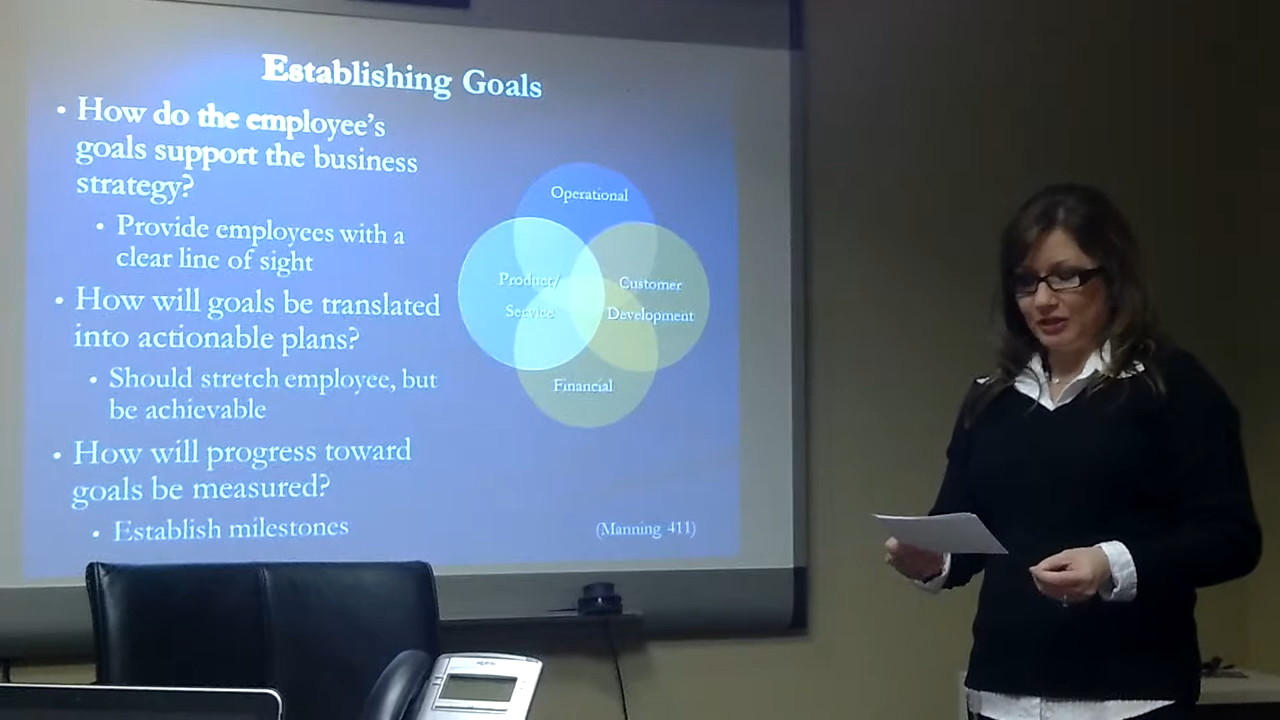 Establishing Goals
• How do the employee's
goals support the business
strategy?
• Provide employees with a
clear line of sight
• How will goals be translated
into actionable plans?
• Should stretch employee, but
be achievable
• How will progress toward
goals be measured?
• Establish milestones
Operational
Product/
Service
Customer
Development
Financial
(Manning 411)